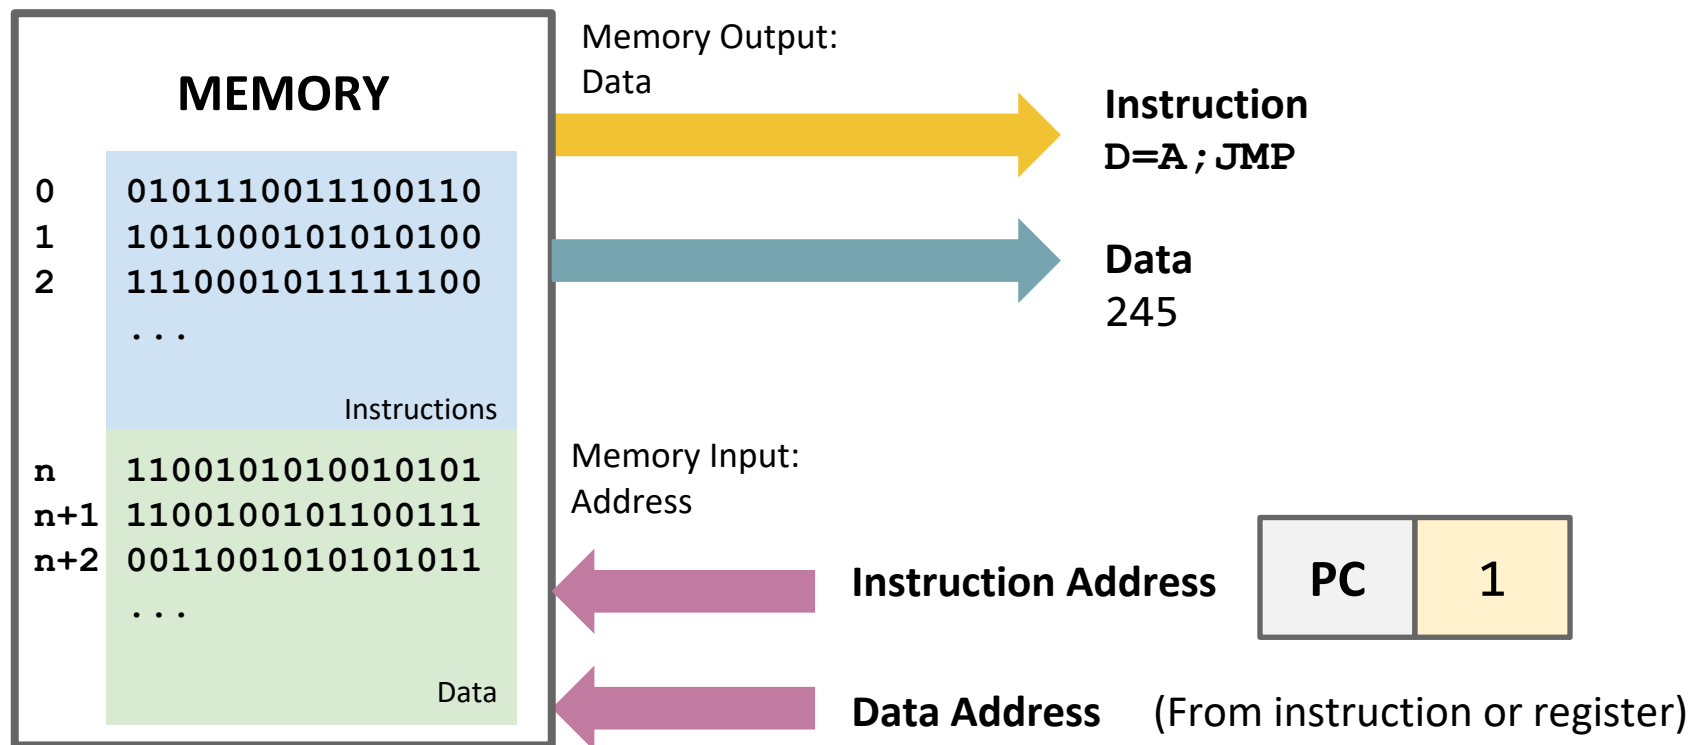 MEMORY
0 0101110011100110
1 1011000101010100
2 1110001011111100
...
Instructions
n 1100101010010101
n+1 1100100101100111
n+2 0011001010101011
...
Data
Memory Output:
Data
Instruction
D=A;JMP
Data
245
Memory Input:
Address
Instruction Address PC 1
Data Address (From instruction or register)